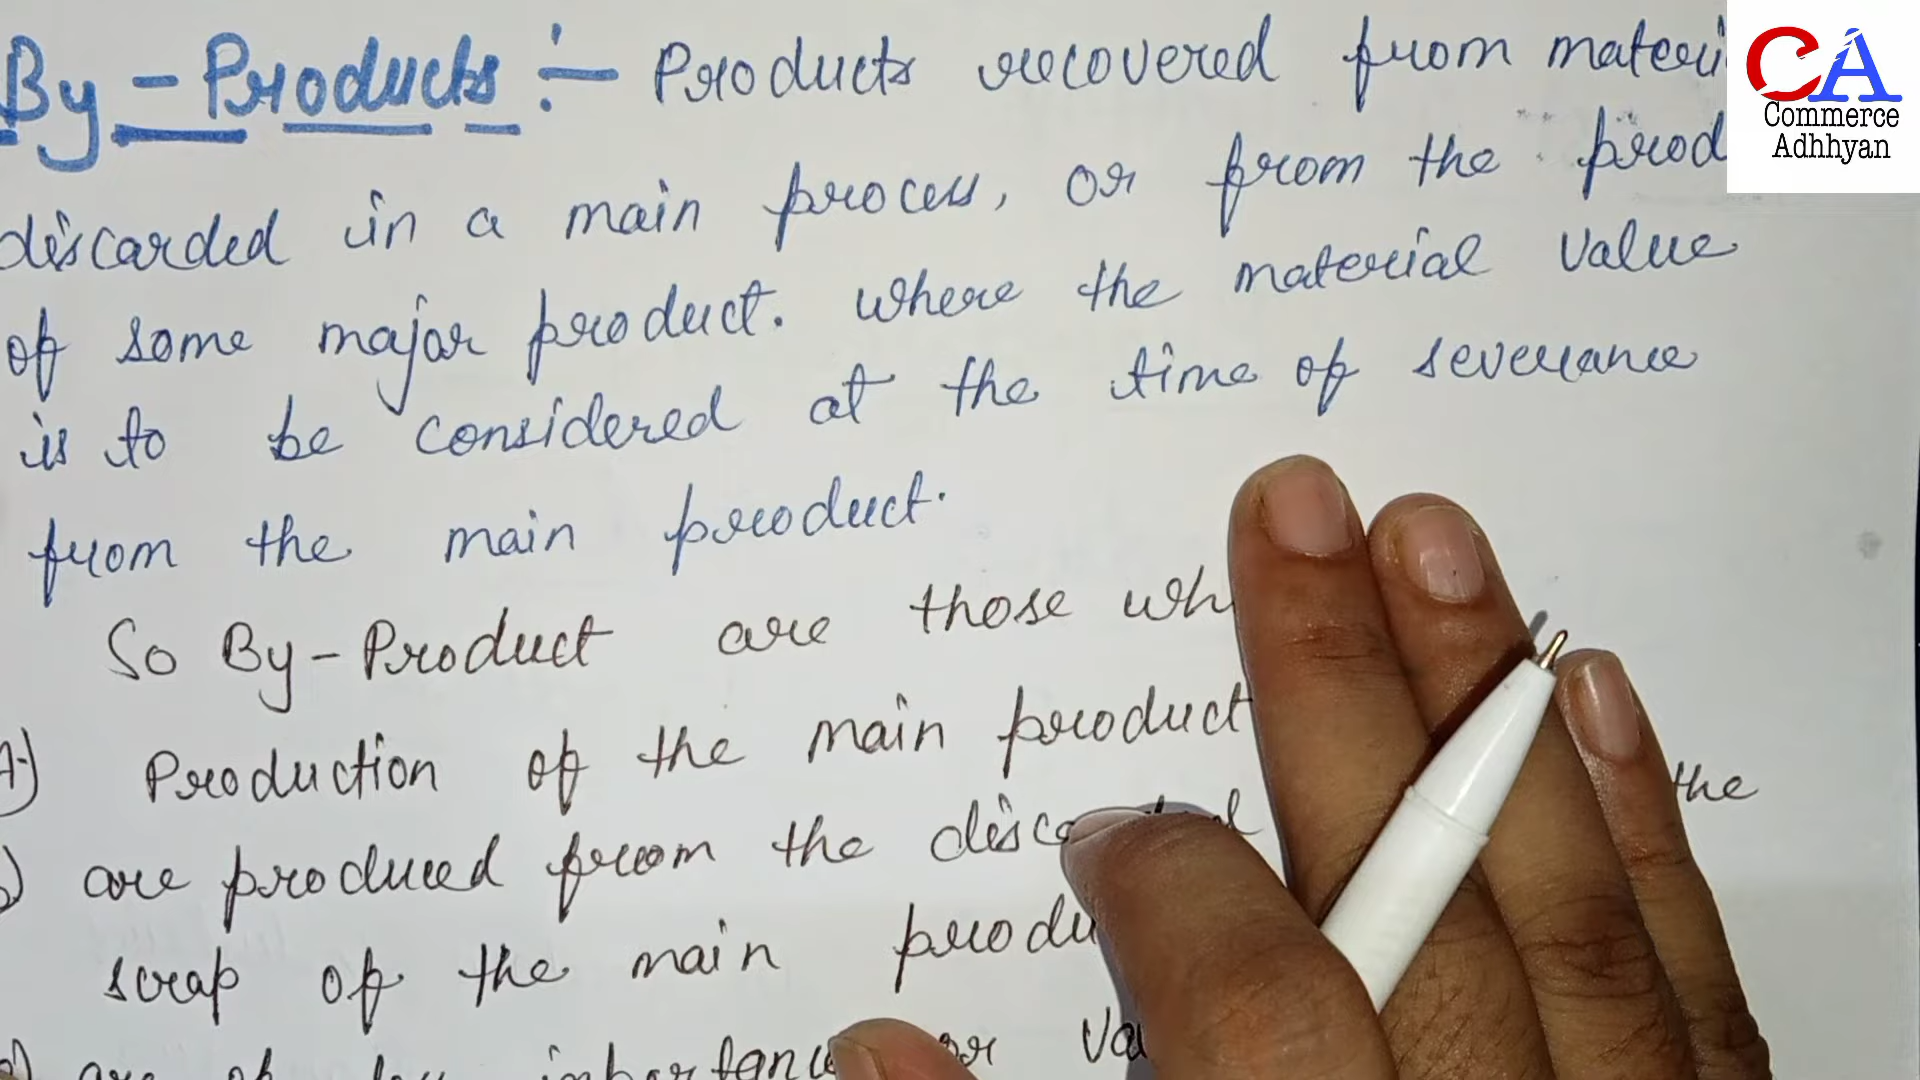 By-Products :- Products recovered from materi
discarded in a main process, or from the prod
of some major product. where the material value
is to be considered at the time of severance
from the main product.
So By-Product are those wh
A) Production of the main product
the
are produced from the
scrap of the main produ
are of
CA
Commerce
Adhhyan